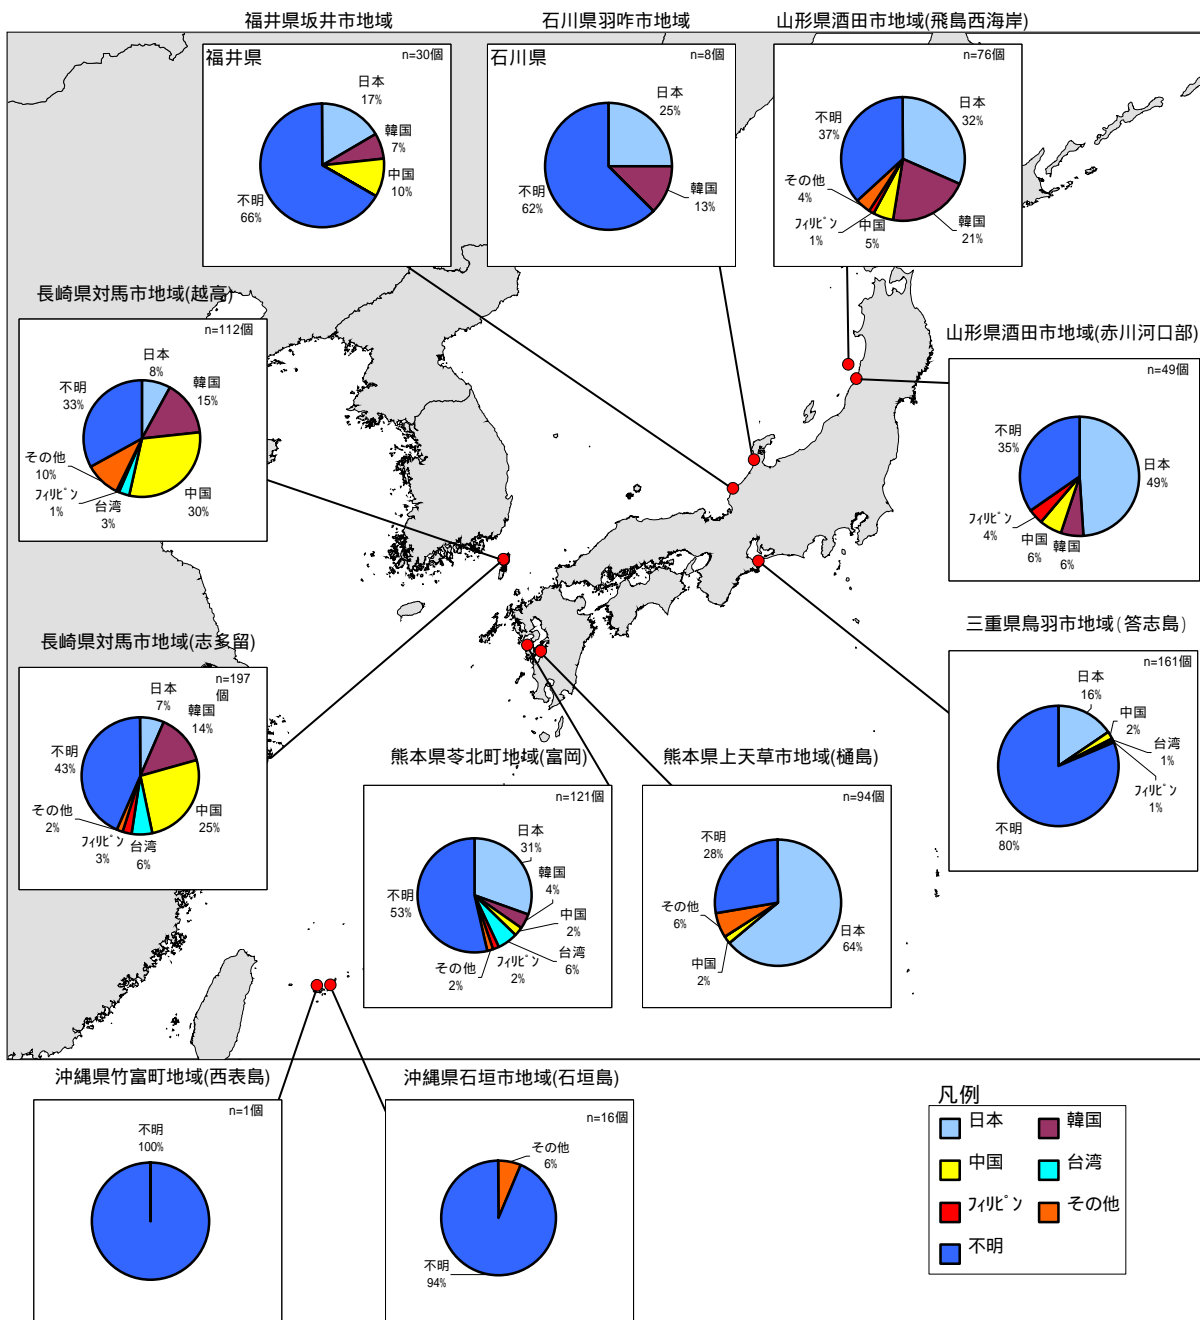 福井県坂井市地域
石川県羽咋市地域
山形県酒田市地域(飛島西海岸)
福井県
n=30個
日本
17%
韓国
7%
中国
10%
不明
66%
石川県
n=8個
日本
25%
韓国
13%
不明
62%
n=76個
日本
32%
韓国
21%
中国
5%
フィリピン
1%
その他
4%
不明
37%
長崎県対馬市地域(越高)
n=112個
日本
8%
韓国
15%
中国
30%
台湾
3%
フィリピン
1%
その他
10%
不明
33%
山形県酒田市地域(赤川河口部)
n=49個
日本
49%
韓国
6%
中国
6%
フィリピン
4%
不明
35%
長崎県対馬市地域(志多留)
n=197
個
日本
7%
韓国
14%
中国
25%
台湾
6%
フィリピン
3%
その他
2%
不明
43%
三重県鳥羽市地域(答志島)
n=161個
日本
16%
中国
2%
台湾
1%
フィリピン
1%
不明
80%
熊本県苓北町地域(富岡)
n=121個
日本
31%
韓国
4%
中国
2%
台湾
6%
フィリピン
2%
その他
2%
不明
53%
熊本県上天草市地域(樋島)
n=94個
日本
64%
中国
2%
その他
6%
不明
28%
沖縄県竹富町地域(西表島)
n=1個
不明
100%
沖縄県石垣市地域(石垣島)
n=16個
その他
6%
不明
94%
凡例
日本
韓国
中国
台湾
フィリピン
その他
不明